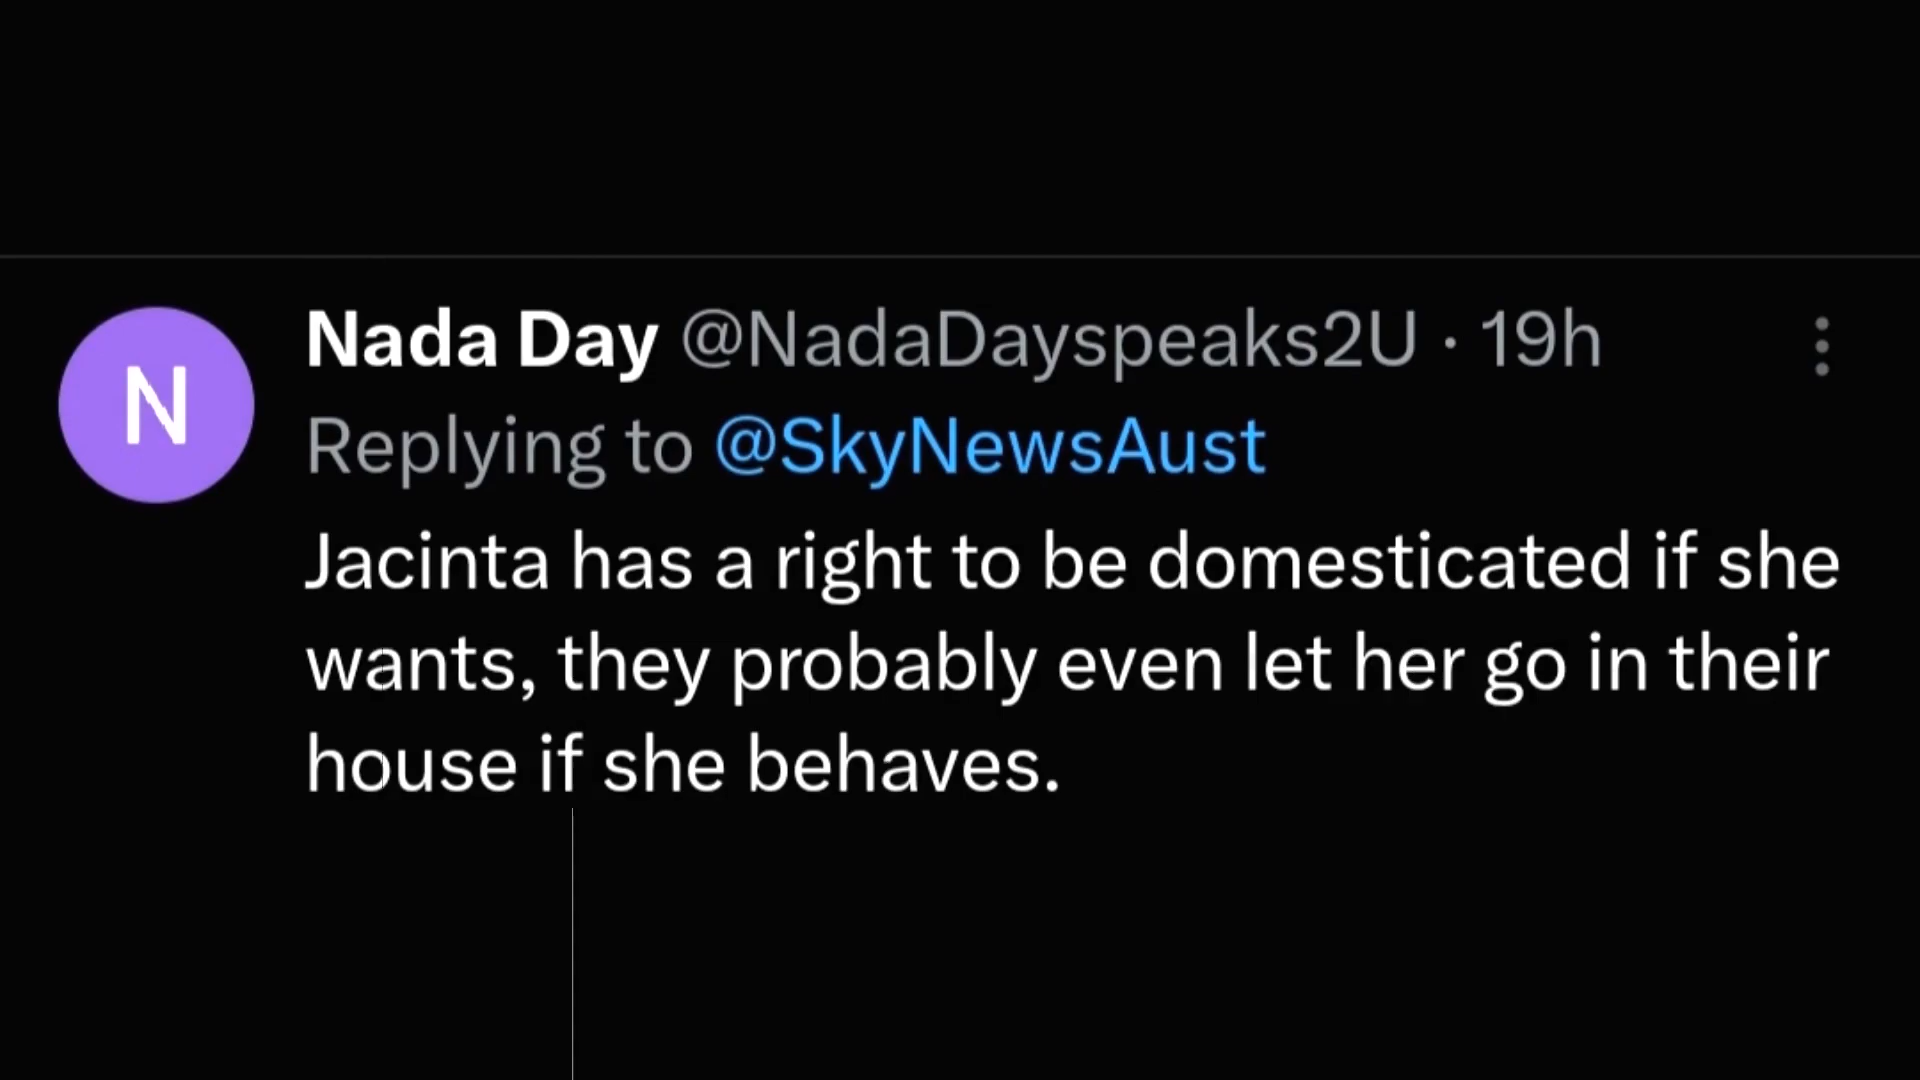 N
Nada Day @NadaDayspeaks2U · 19h
Replying to @SkyNewsAust
Jacinta has a right to be domesticated if she
wants, they probably even let her go in their
house if she behaves.